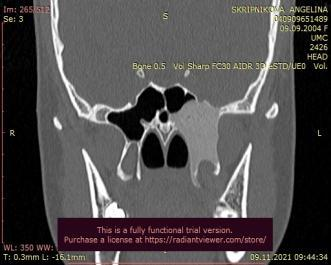 Im: 265/512
Se: 3
S
SKRIPNIKOVA ANGELINA
040909651489
09.09.2004 F
UMC
2426
HEAD
Bone 0.5 Vol Sharp FC30 AIDR 3D eSTD/UE0 Vol.
R
L
This is a fully functional trial version.
Purchase a license at https://radiantviewer.com/store/
WL: 350 WW:
T: 0.3mm L: -16.1mm
09.11.2021 09:44:34